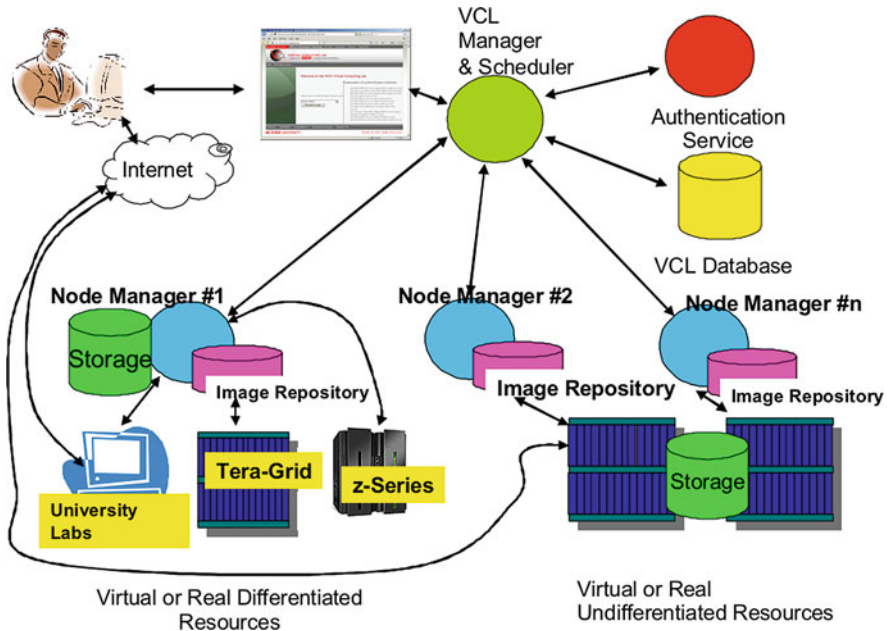 VCL
Manager
& Scheduler
Authentication
Service
Internet
VCL Database
Node Manager #1
Node Manager #2
Node Manager #n
Storage
Image Repository
Image Repository
Image Repository
Tera-Grid
z-Series
Storage
University
Labs
Virtual or Real Differentiated
Resources
Virtual or Real
Undifferentiated Resources